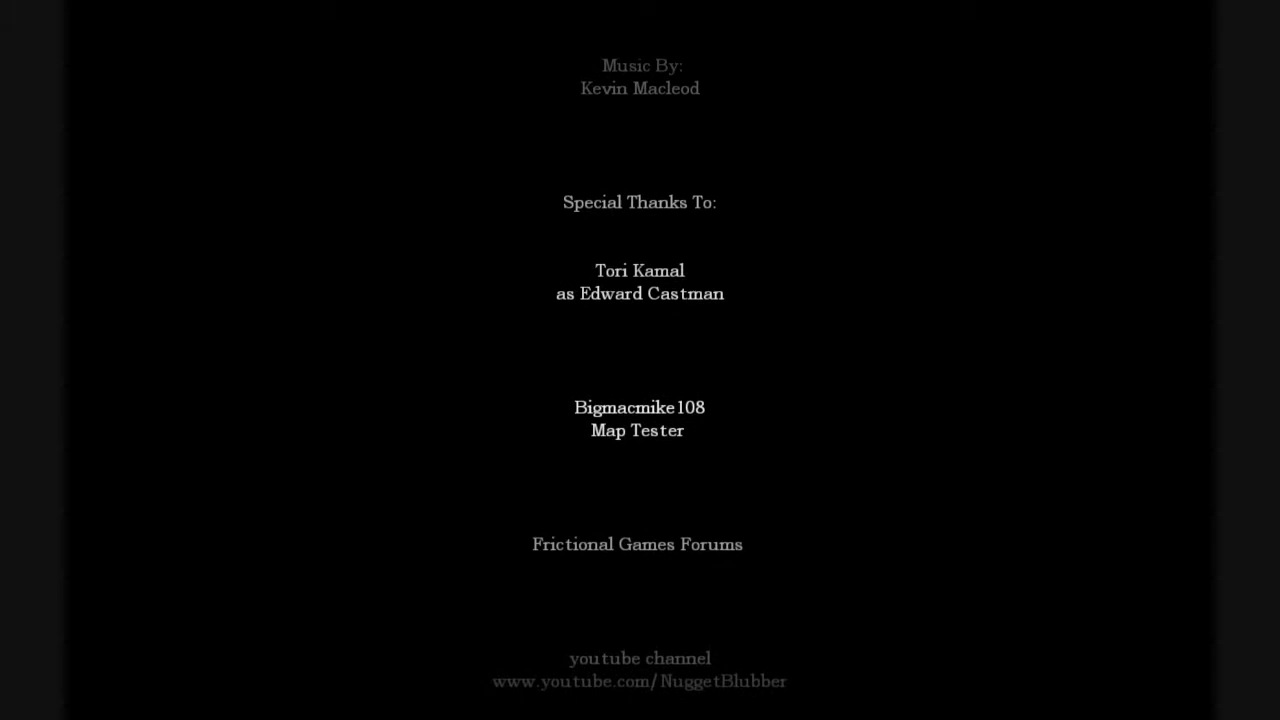 Music By:
Kevin Macleod
Special Thanks To:
Tori Kamal
as Edward Castman
Bigmacmike108
Map Tester
Frictional Games Forums
youtube channel
www.youtube.com/NuggetBlubber